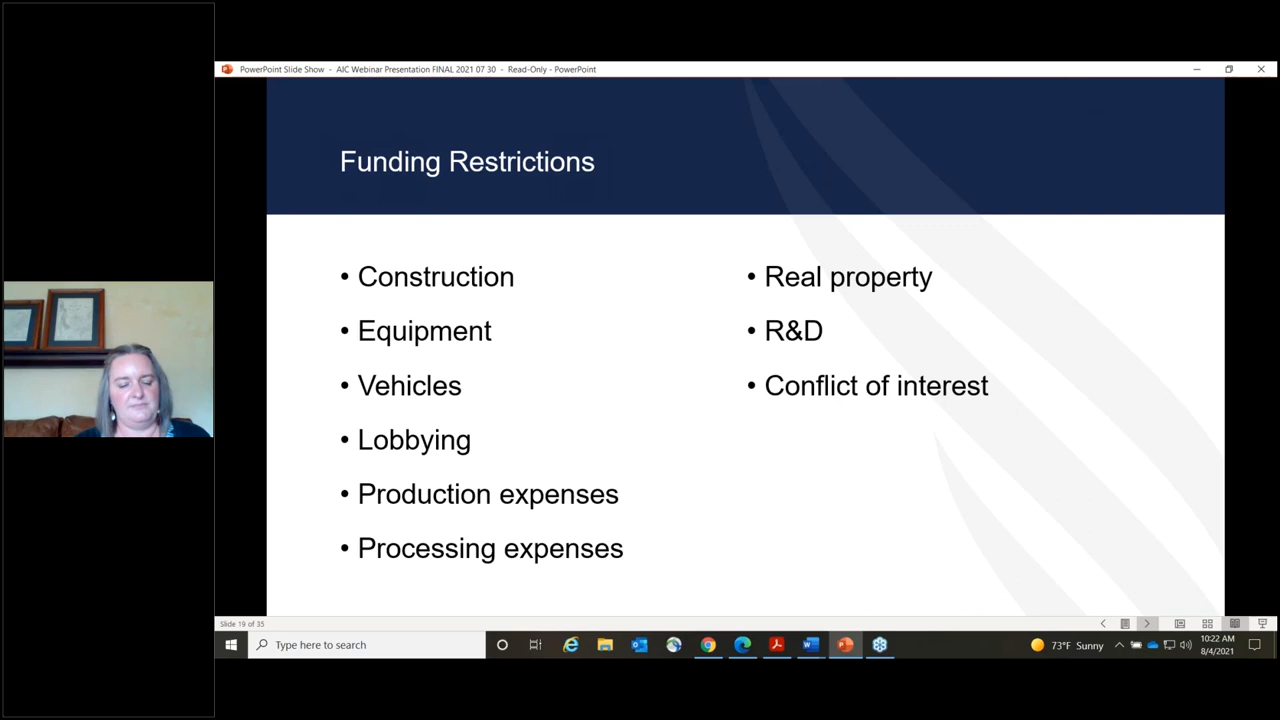 PowerPoint Slide Show - AIC Webinar Presentation FINAL 2021 07 30 - Read-Only - PowerPoint
Funding Restrictions
• Construction
• Equipment
• Vehicles
• Lobbying
• Production expenses
• Processing expenses
• Real property
• R&D
• Conflict of interest
Slide 19 of 35
Type here to search
73°F Sunny
10:22 AM
8/4/2021